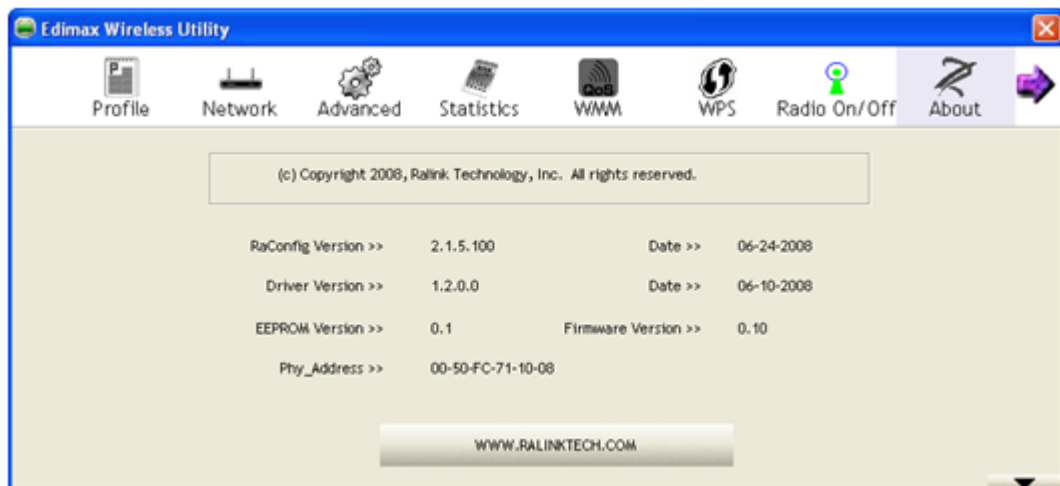 Edimax Wireless Utility
P
QoS
Profile Network Advanced Statistics WMM WPS Radio On/Off About
(c) Copyright 2008, Ralink Technology, Inc. All rights reserved.
RaConfig Version >> 2.1.5.100 Date >> 06-24-2008
Driver Version >> 1.2.0.0 Date >> 06-10-2008
EEPROM Version >> 0.1 Firmware Version >> 0.10
Phy_Address >> 00-50-FC-71-10-08
WWW.RALINKTECH.COM